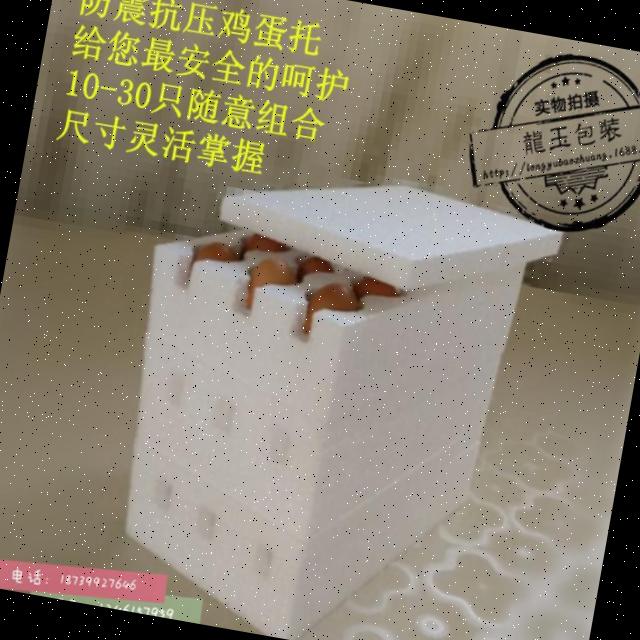 防震抗压鸡蛋托
给您最安全的呵护
10-30只随意组合
尺寸灵活掌握
实物拍摄
龍玉包装
电话: 18739927646